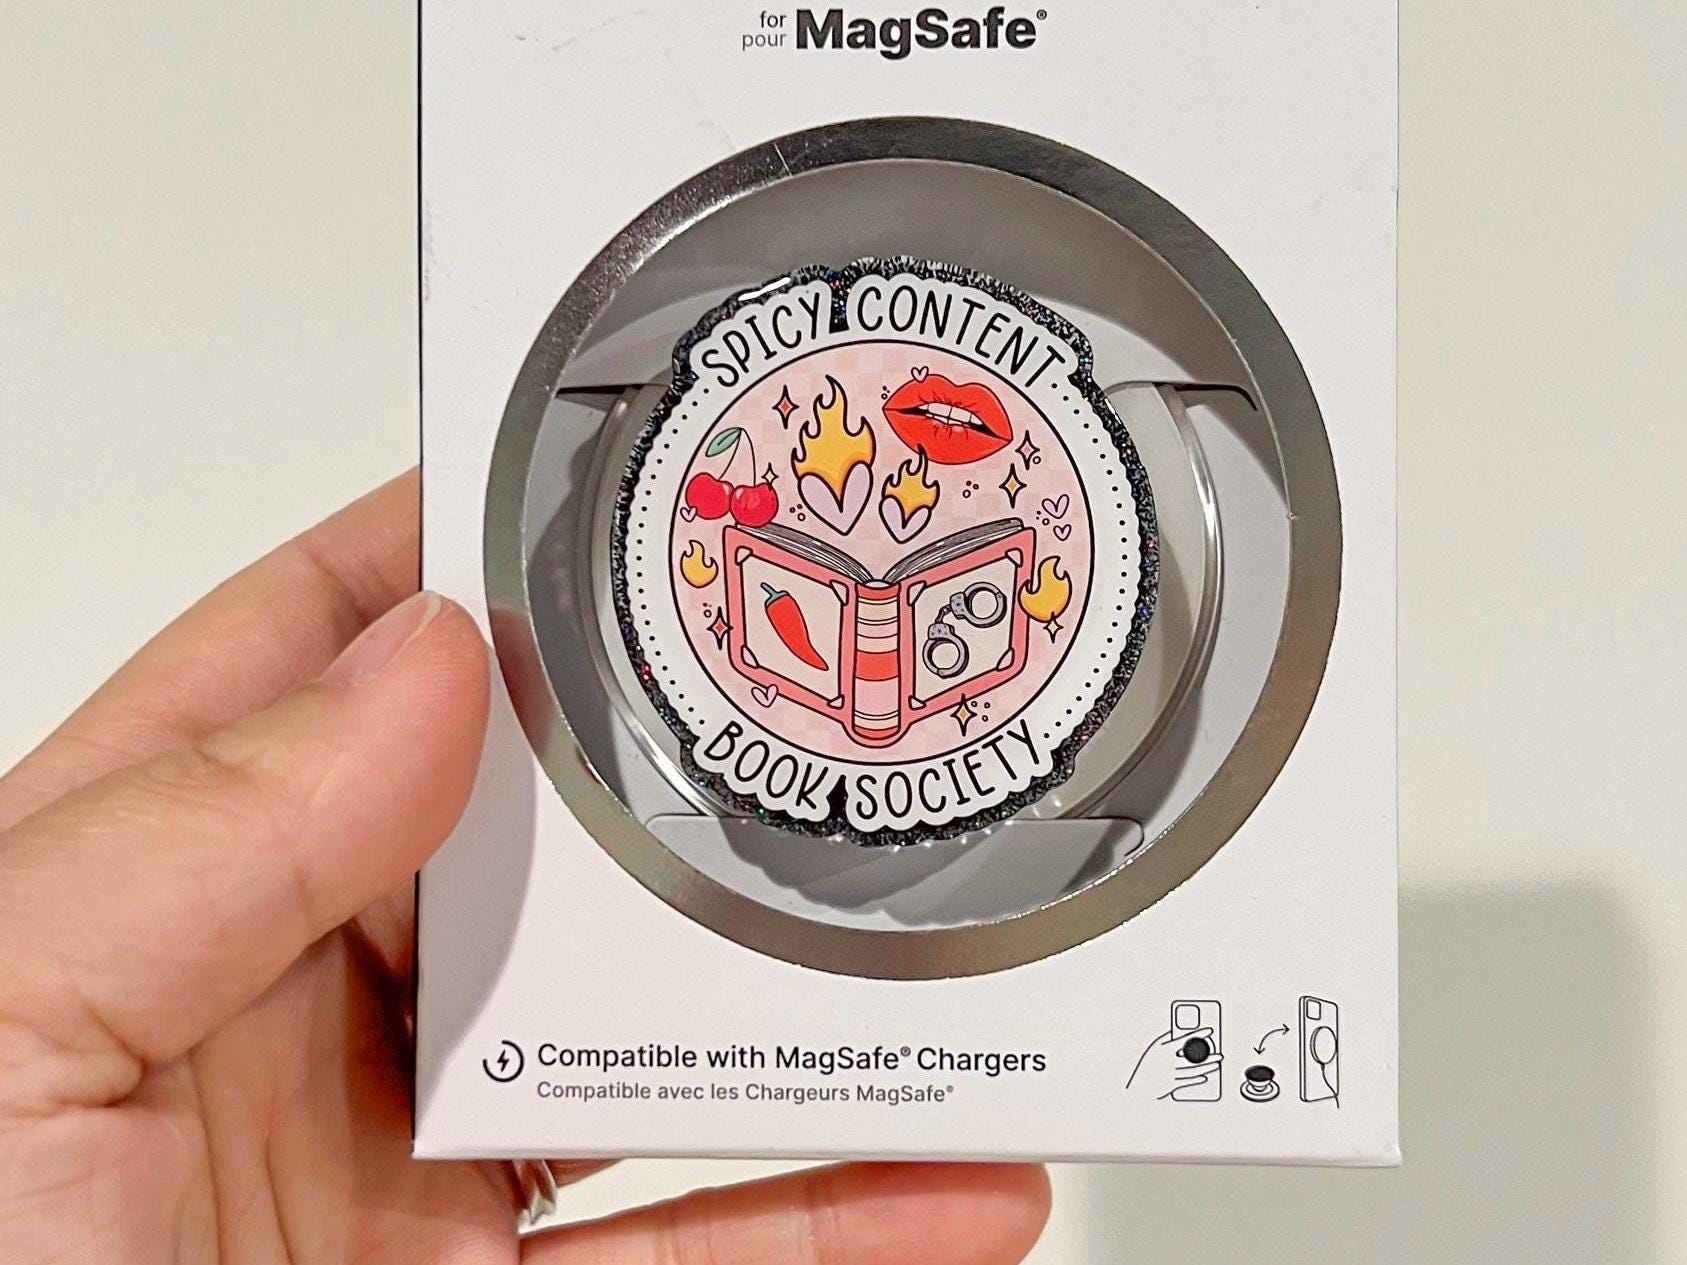 for
pour MagSafe®
SPICY CONTENT
BOOK SOCIETY
Compatible with MagSafe® Chargers
Compatible avec les Chargeurs MagSafe®